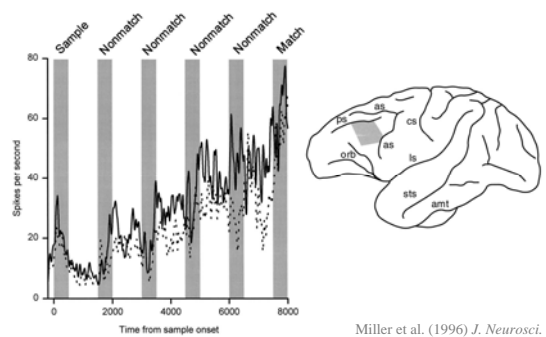 Sample
Nonmatch
Nonmatch
Nonmatch
Nonmatch
Match
80
60
40
20
0
Spikes per second
0
2000
4000
6000
8000
Time from sample onset
as
ps
cs
as
orb
ls
sts
amt
Miller et al. (1996) J. Neurosci.